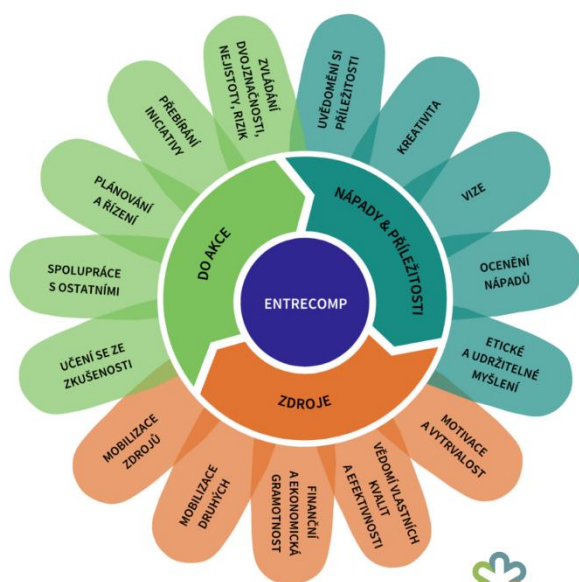 ENTRECOMP
NÁPADY & PŘÍLEŽITOSTI
UVĚDOMĚNÍ SI
PŘÍLEŽITOSTI
KREATIVITA
VIZE
OCENĚNÍ
NÁPADŮ
ETICKÉ
A UDRŽITELNÉ
MYŠLENÍ
ZDROJE
MOTIVACE
A VYTRVALOST
VĚDOMÍ VLASTNÍCH
KVALIT
A EFEKTIVNOSTI
FINANČNÍ
A EKONOMICKÁ
GRAMOTNOST
MOBILIZACE
DRUHÝCH
MOBILIZACE
ZDROJŮ
DO AKCE
UČENÍ SE ZE
ZKUŠENOSTI
SPOLUPRÁCE
S OSTATNÍMI
PLÁNOVÁNÍ
A ŘÍZENÍ
PŘEBÍRÁNÍ
INICIATIVY
ZVLÁDÁNÍ
DVOJZNAČNOSTI,
NEJISTOTY, RIZIK